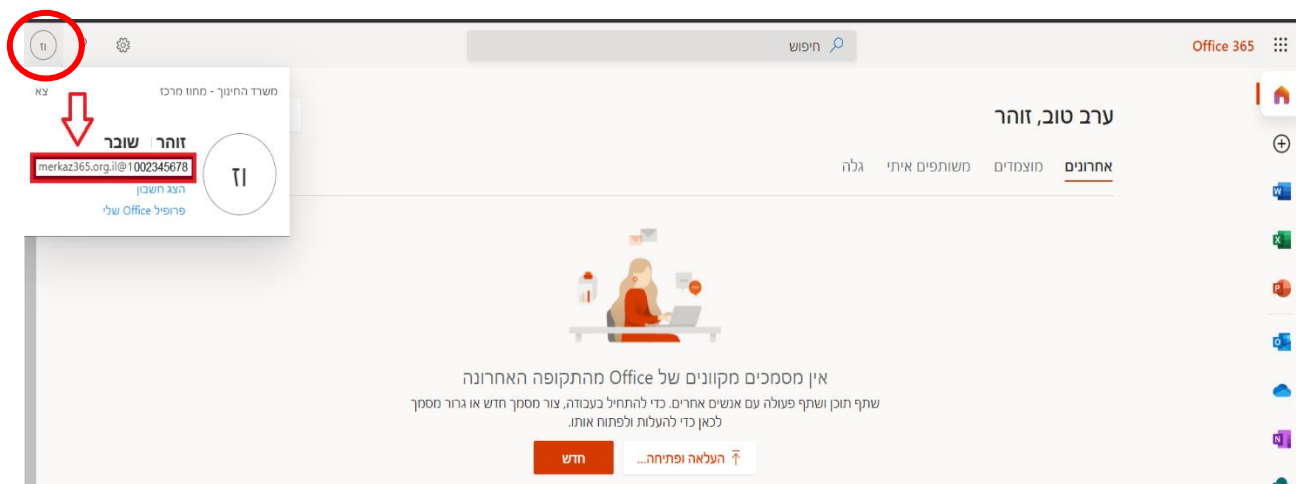 Office 365
חיפוש
וז
משרד החינוך - מחוז מרכז
צא
וז
זוהר שובר
merkaz365.org.il@1002345678
הצג חשבון
פרופיל Office שלי
ערב טוב, זוהר
אחרונים מוצמדים משותפים איתי גלה
אין מסמכים מקוונים של Office מהתקופה האחרונה
שתף תוכן ושתף פעולה עם אנשים אחרים. כדי להתחיל בעבודה, צור מסמך חדש או גרור מסמך
לכאן כדי להעלות ולפתוח אותו.
העלאה ופתיחה... חדש